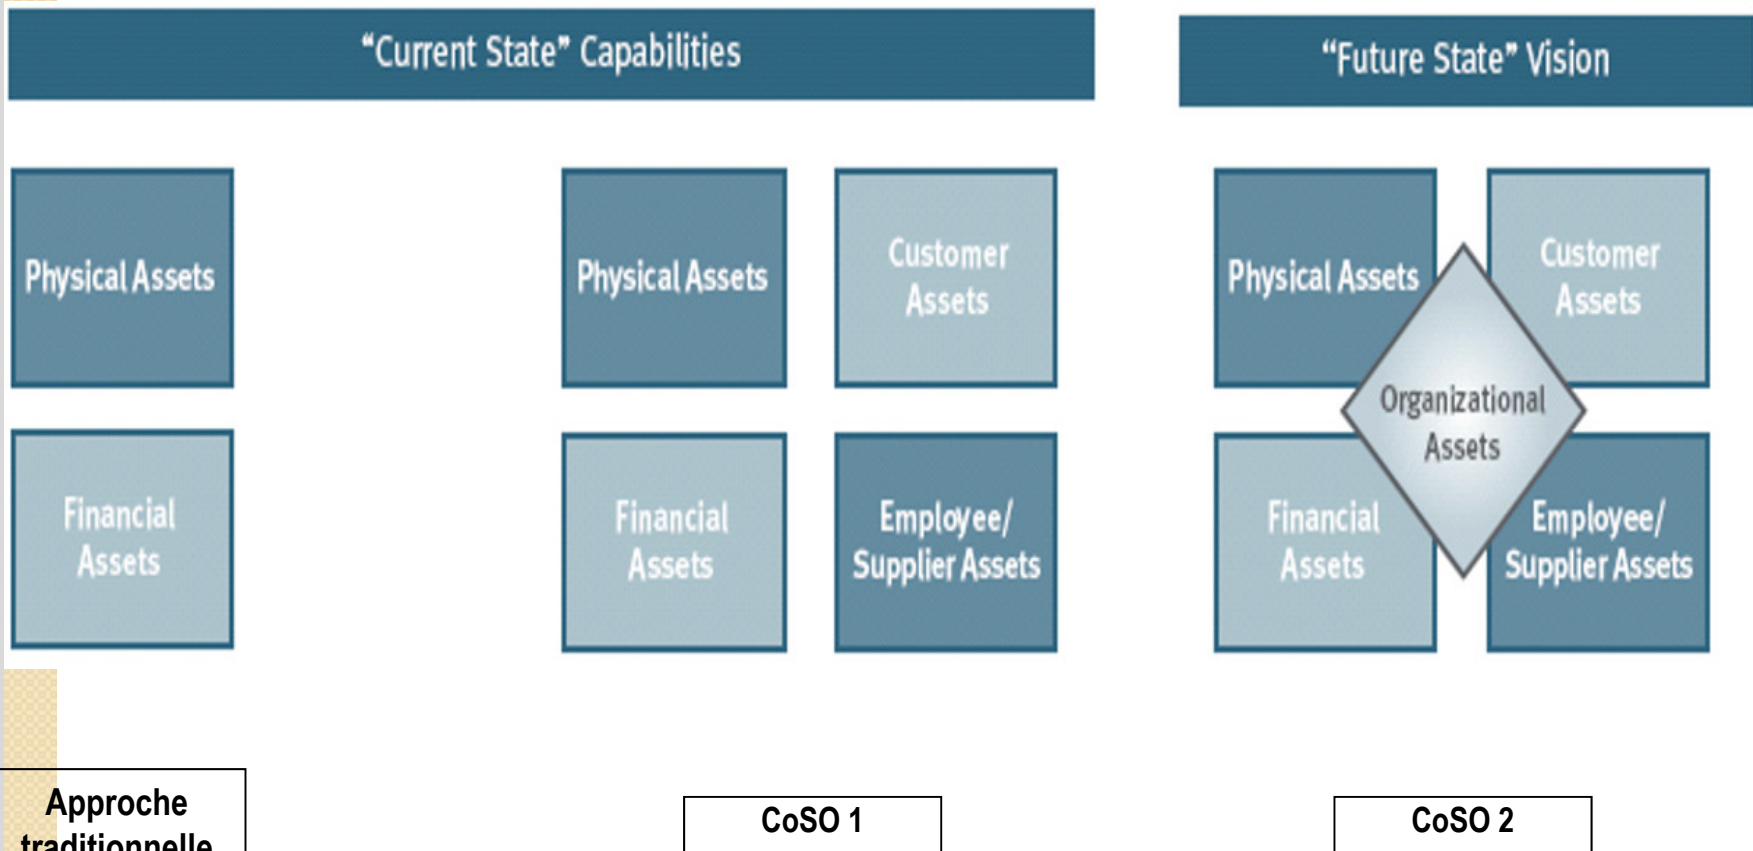 “Current State” Capabilities
“Future State” Vision
Physical Assets
Physical Assets
Customer
Assets
Physical Assets
Customer
Assets
Organizational
Assets
Financial
Assets
Financial
Assets
Employee/
Supplier Assets
Financial
Assets
Employee/
Supplier Assets
Approche
traditionnelle
CoSO 1
CoSO 2